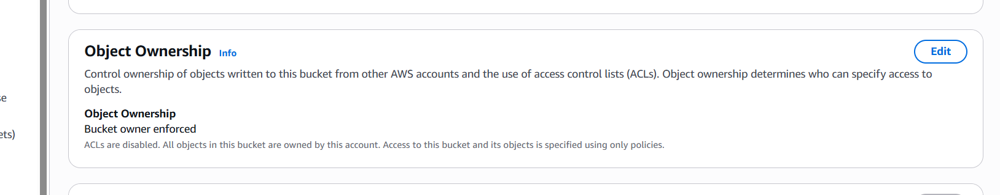 Object Ownership Info
Edit
Control ownership of objects written to this bucket from other AWS accounts and the use of access control lists (ACLs). Object ownership determines who can specify access to
objects.
Object Ownership
Bucket owner enforced
ACLs are disabled. All objects in this bucket are owned by this account. Access to this bucket and its objects is specified using only policies.
se
ets)